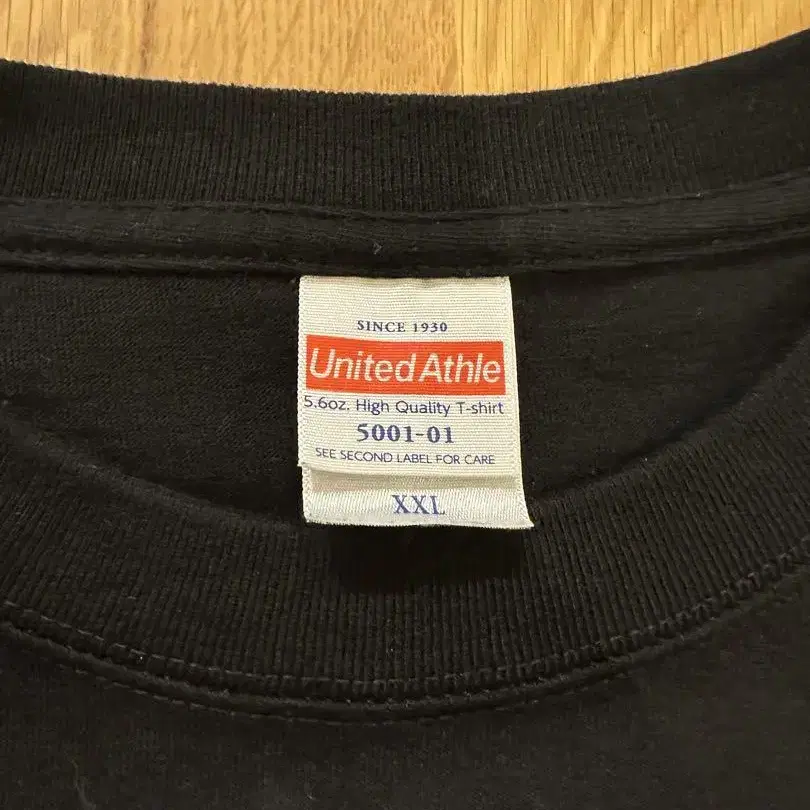 SINCE 1930
United Athle
5.6oz. High Quality T-shirt
5001-01
SEE SECOND LABEL FOR CARE
XXL